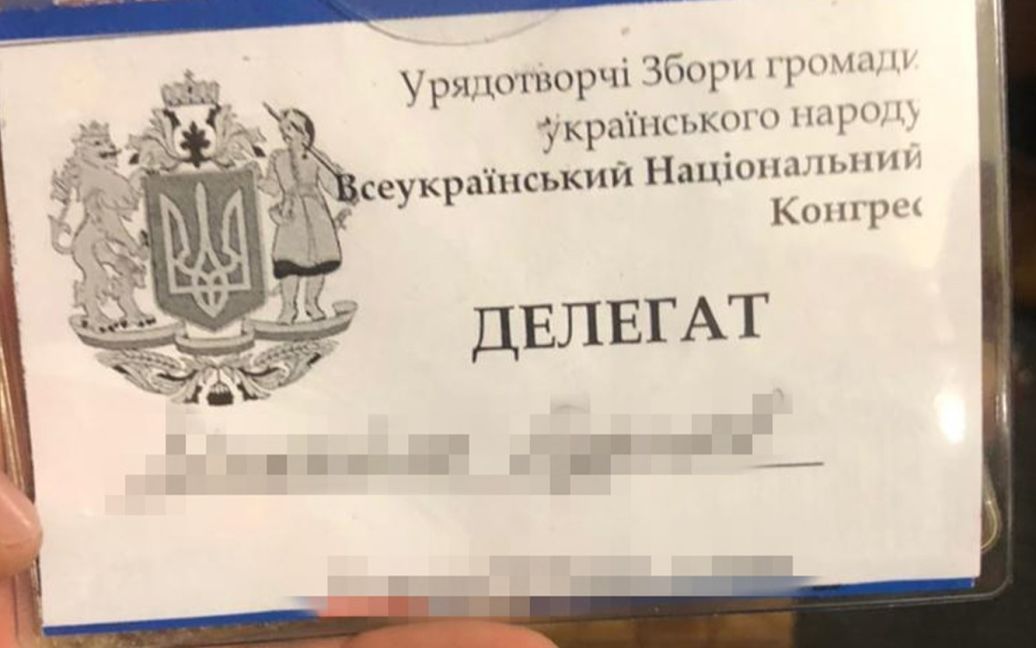 Урядотворчі Збори громади
українського народу
Всеукраїнський Національний
Конгрес
ДЕЛЕГАТ